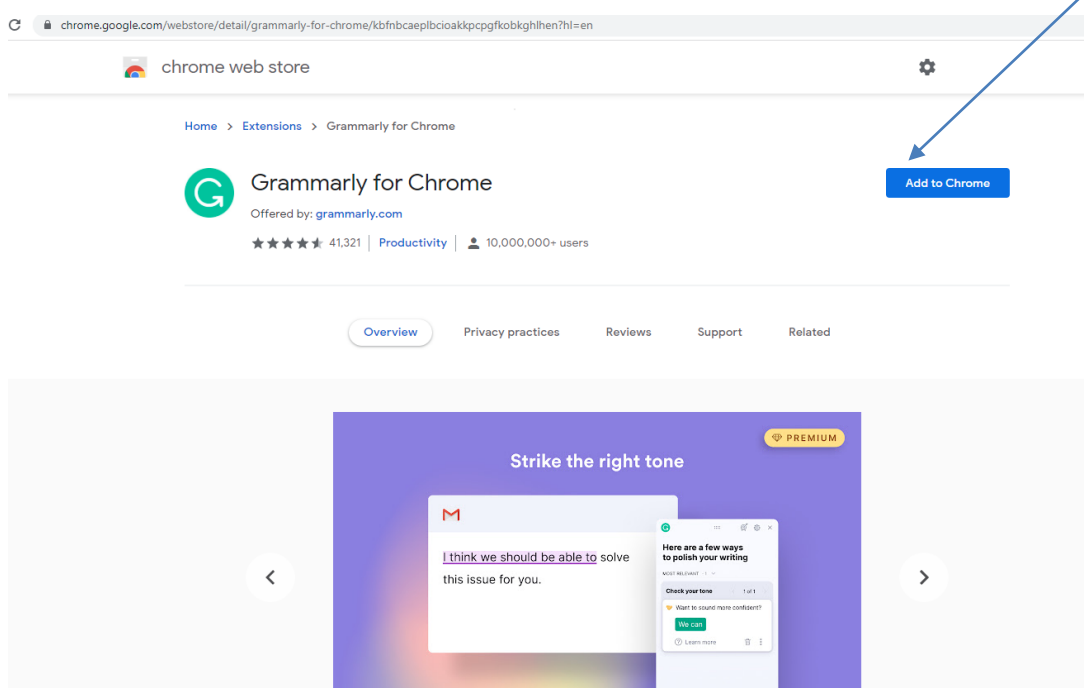 chrome.google.com/webstore/detail/grammarly-for-chrome/kbfnbcaeplbcioakkpcpgfkobkghlhen?hl=en
chrome web store
Home > Extensions > Grammarly for Chrome
Grammarly for Chrome
Add to Chrome
Offered by: grammarly.com
41,321 | Productivity | 10,000,000+ users
Overview Privacy practices Reviews Support Related
PREMIUM
Strike the right tone
I think we should be able to solve
this issue for you.
Here are a few ways
to polish your writing
MOST RELEVANT
Check your tone 1 of 1
Want to sound more confident?
We can
Learn more